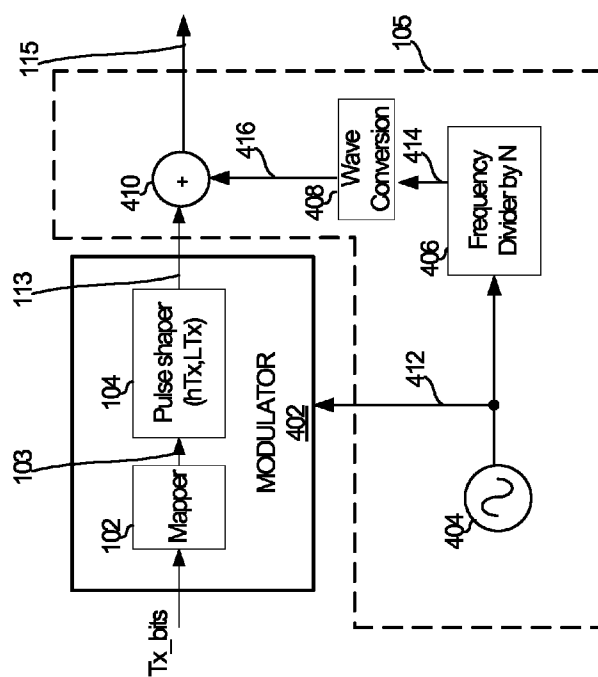 Tx_bits
102
Mapper
103
104
Pulse shaper
(hTx,LTx)
MODULATOR
402
113
410
+
115
105
416
408
Wave
Conversion
414
406
Frequency
Divider by N
412
404